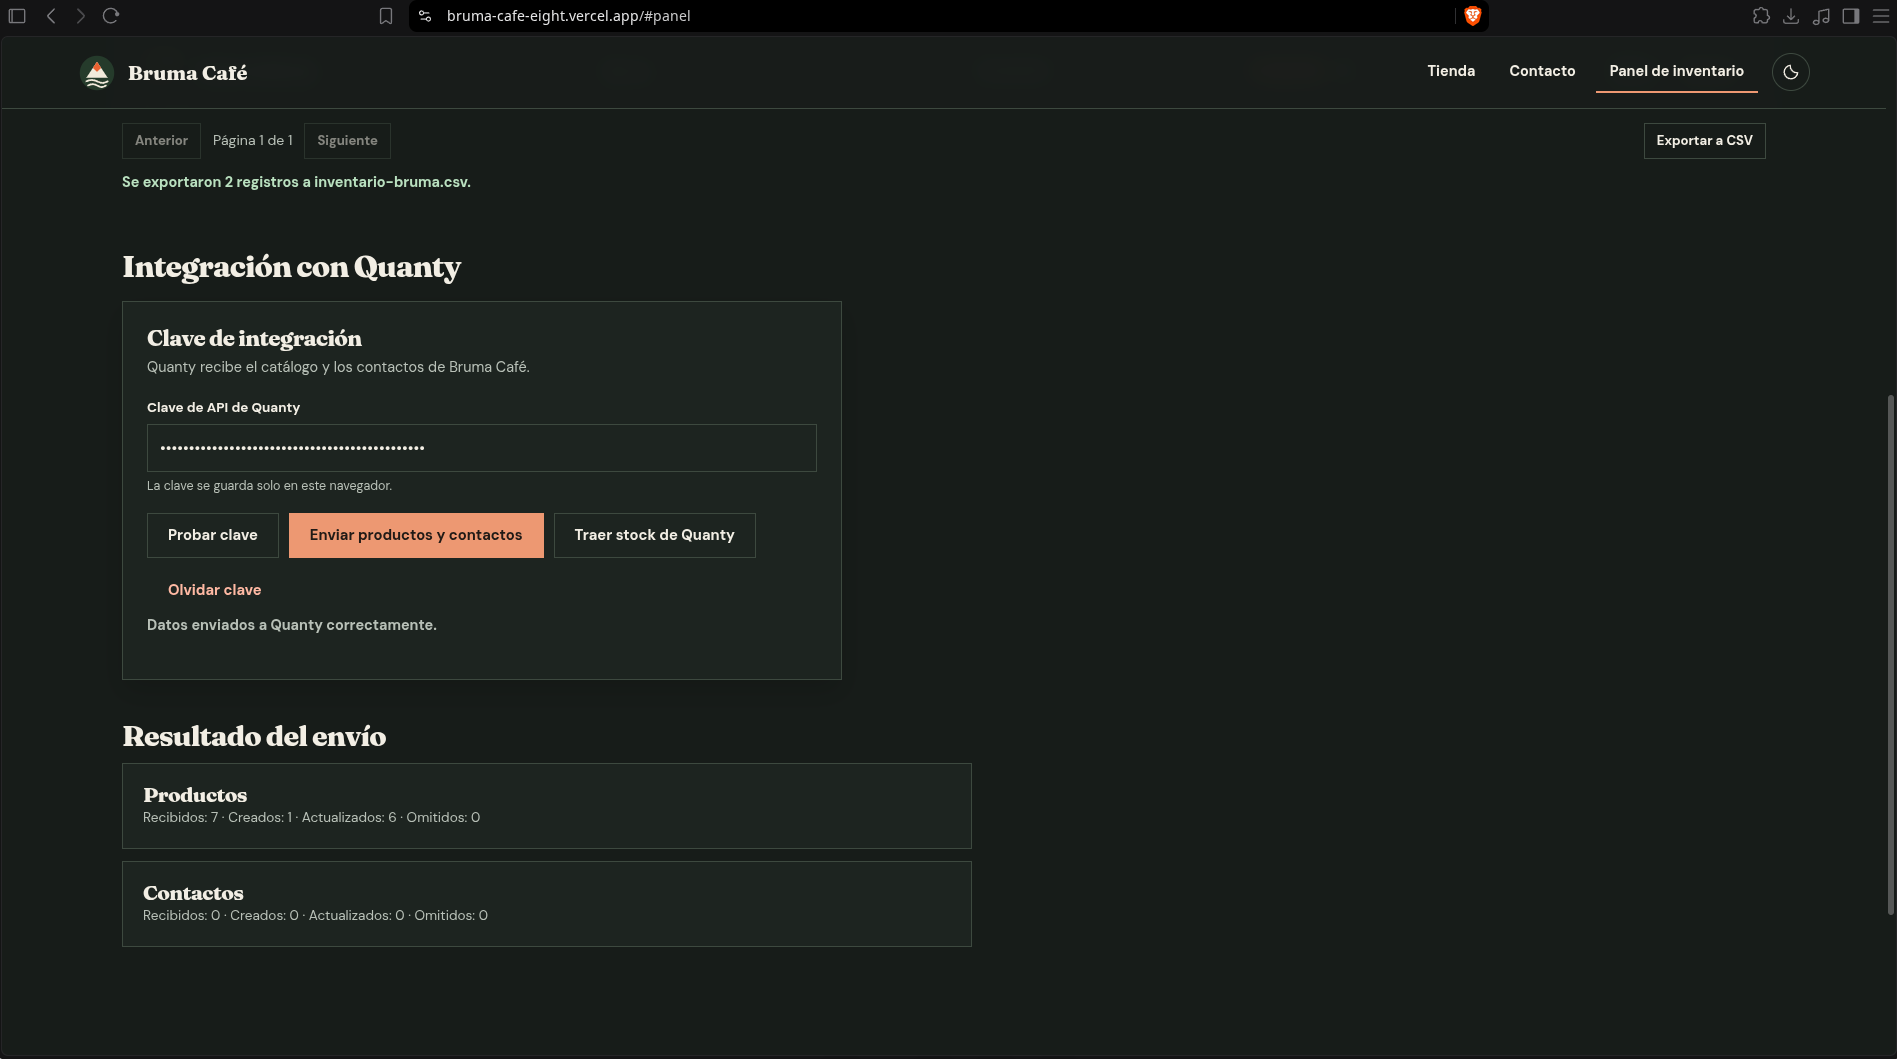 bruma-cafe-eight.vercel.app/#panel
Bruma Café
Tienda
Contacto
Panel de inventario
Anterior
Página 1 de 1
Siguiente
Exportar a CSV
Se exportaron 2 registros a inventario-bruma.csv.
Integración con Quanty
Clave de integración
Quanty recibe el catálogo y los contactos de Bruma Café.
Clave de API de Quanty
La clave se guarda solo en este navegador.
Probar clave
Enviar productos y contactos
Traer stock de Quanty
Olvidar clave
Datos enviados a Quanty correctamente.
Resultado del envío
Productos
Recibidos: 7 · Creados: 1 · Actualizados: 6 · Omitidos: 0
Contactos
Recibidos: 0 · Creados: 0 · Actualizados: 0 · Omitidos: 0